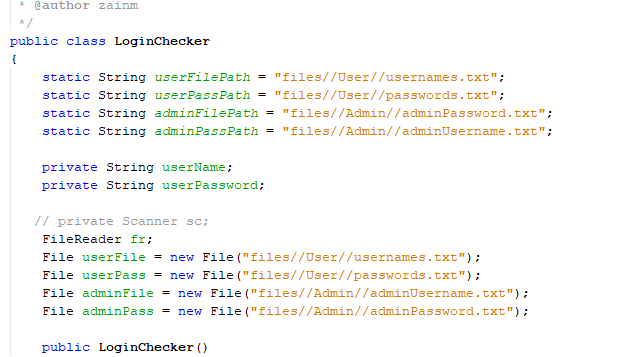 * @author zainm
*/
public class LoginChecker
{
static String userFilePath = "files//User//usernames.txt";
static String userPassPath = "files//User//passwords.txt";
static String adminFilePath = "files//Admin//adminPassword.txt";
static String adminPassPath = "files//Admin//adminUsername.txt";
private String userName;
private String userPassword;
// private Scanner sc;
FileReader fr;
File userFile = new File("files//User//usernames.txt");
File userPass = new File("files//User//passwords.txt");
File adminFile = new File("files//Admin//adminUsername.txt");
File adminPass = new File("files//Admin//adminPassword.txt");
public LoginChecker()